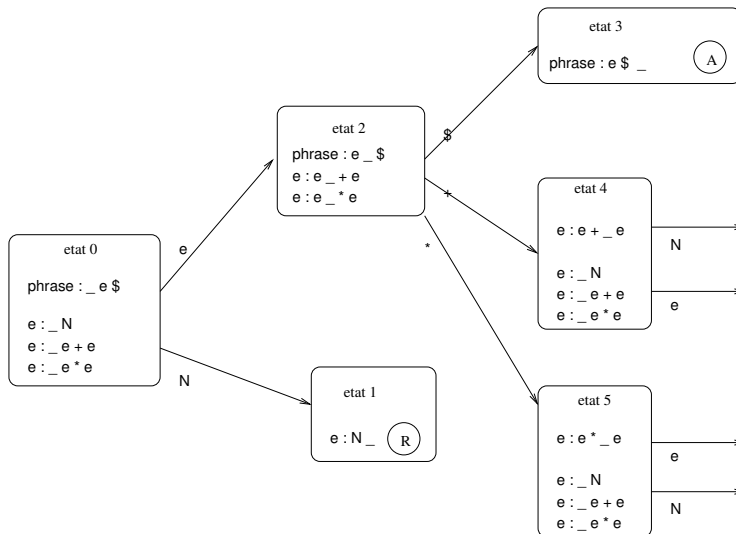 etat 3
phrase : e $ _
A
etat 2
phrase : e _ $
e : e _ + e
e : e _ * e
$
+
*
etat 4
e : e + _ e
e : _ N
e : _ e + e
e : _ e * e
N
e
etat 0
phrase : _ e $
e : _ N
e : _ e + e
e : _ e * e
e
N
etat 1
e : N _
R
etat 5
e : e * _ e
e : _ N
e : _ e + e
e : _ e * e
e
N